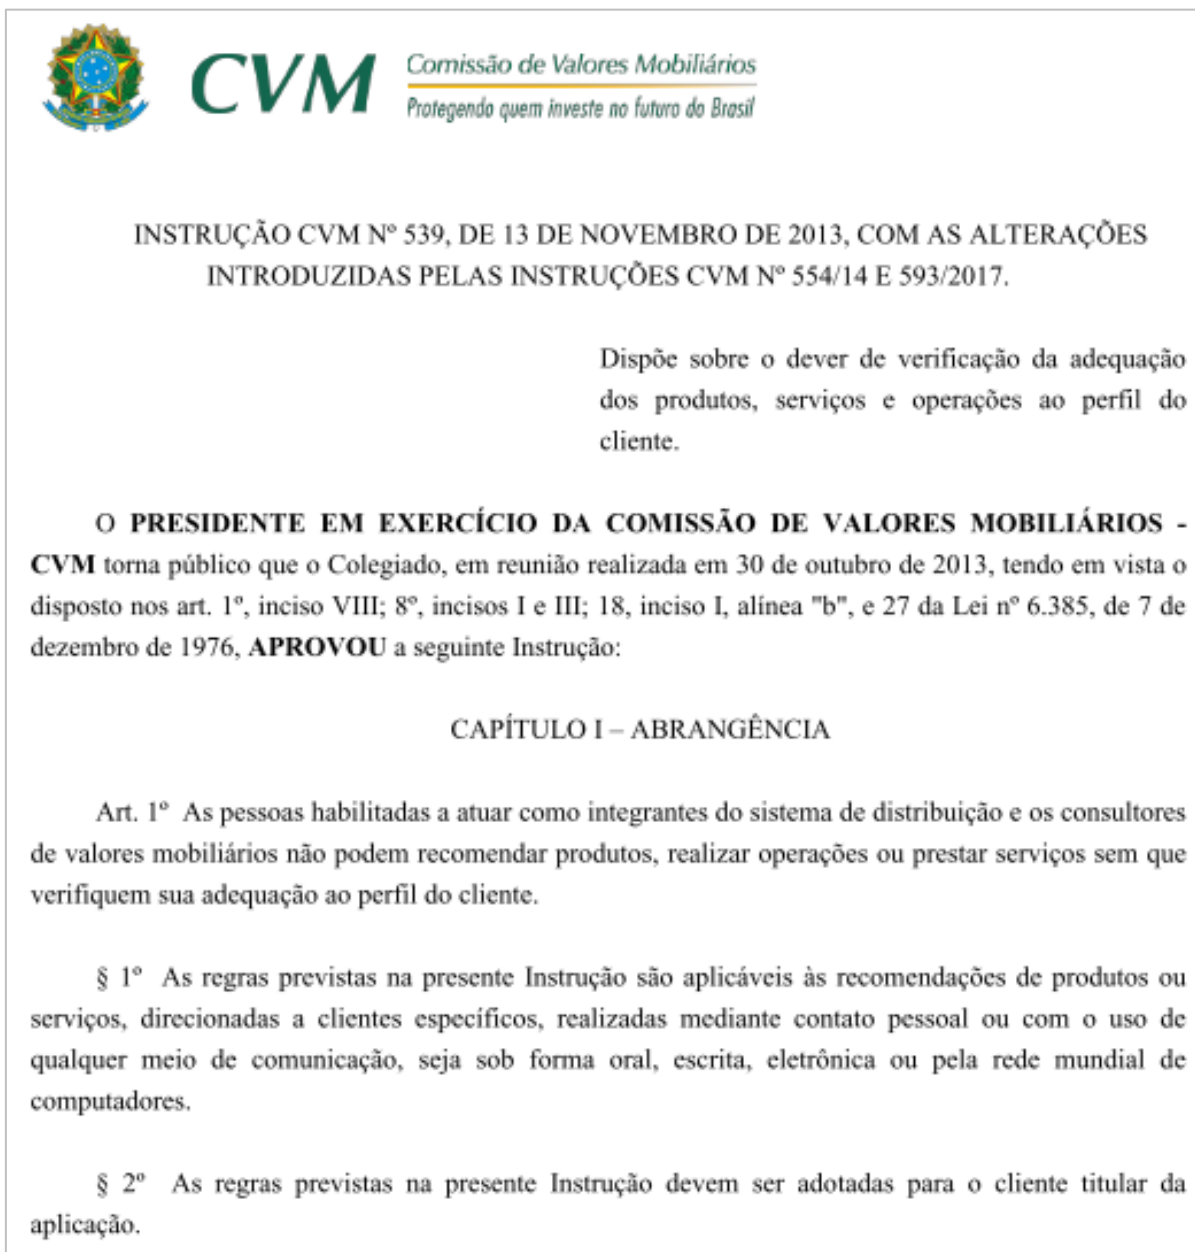 CVM
Comissão de Valores Mobiliários
Protegendo quem investe no futuro do Brasil
INSTRUÇÃO CVM Nº 539, DE 13 DE NOVEMBRO DE 2013, COM AS ALTERAÇÕES
INTRODUZIDAS PELAS INSTRUÇÕES CVM Nº 554/14 E 593/2017.
Dispõe sobre o dever de verificação da adequação
dos produtos, serviços e operações ao perfil do
cliente.
O PRESIDENTE EM EXERCÍCIO DA COMISSÃO DE VALORES MOBILIÁRIOS -
CVM torna público que o Colegiado, em reunião realizada em 30 de outubro de 2013, tendo em vista o
disposto nos art. 1º, inciso VIII; 8º, incisos I e III; 18, inciso I, alínea "b", e 27 da Lei nº 6.385, de 7 de
dezembro de 1976, APROVOU a seguinte Instrução:
CAPÍTULO I – ABRANGÊNCIA
Art. 1º As pessoas habilitadas a atuar como integrantes do sistema de distribuição e os consultores
de valores mobiliários não podem recomendar produtos, realizar operações ou prestar serviços sem que
verifiquem sua adequação ao perfil do cliente.
§ 1º As regras previstas na presente Instrução são aplicáveis às recomendações de produtos ou
serviços, direcionadas a clientes específicos, realizadas mediante contato pessoal ou com o uso de
qualquer meio de comunicação, seja sob forma oral, escrita, eletrônica ou pela rede mundial de
computadores.
§ 2º As regras previstas na presente Instrução devem ser adotadas para o cliente titular da
aplicação.